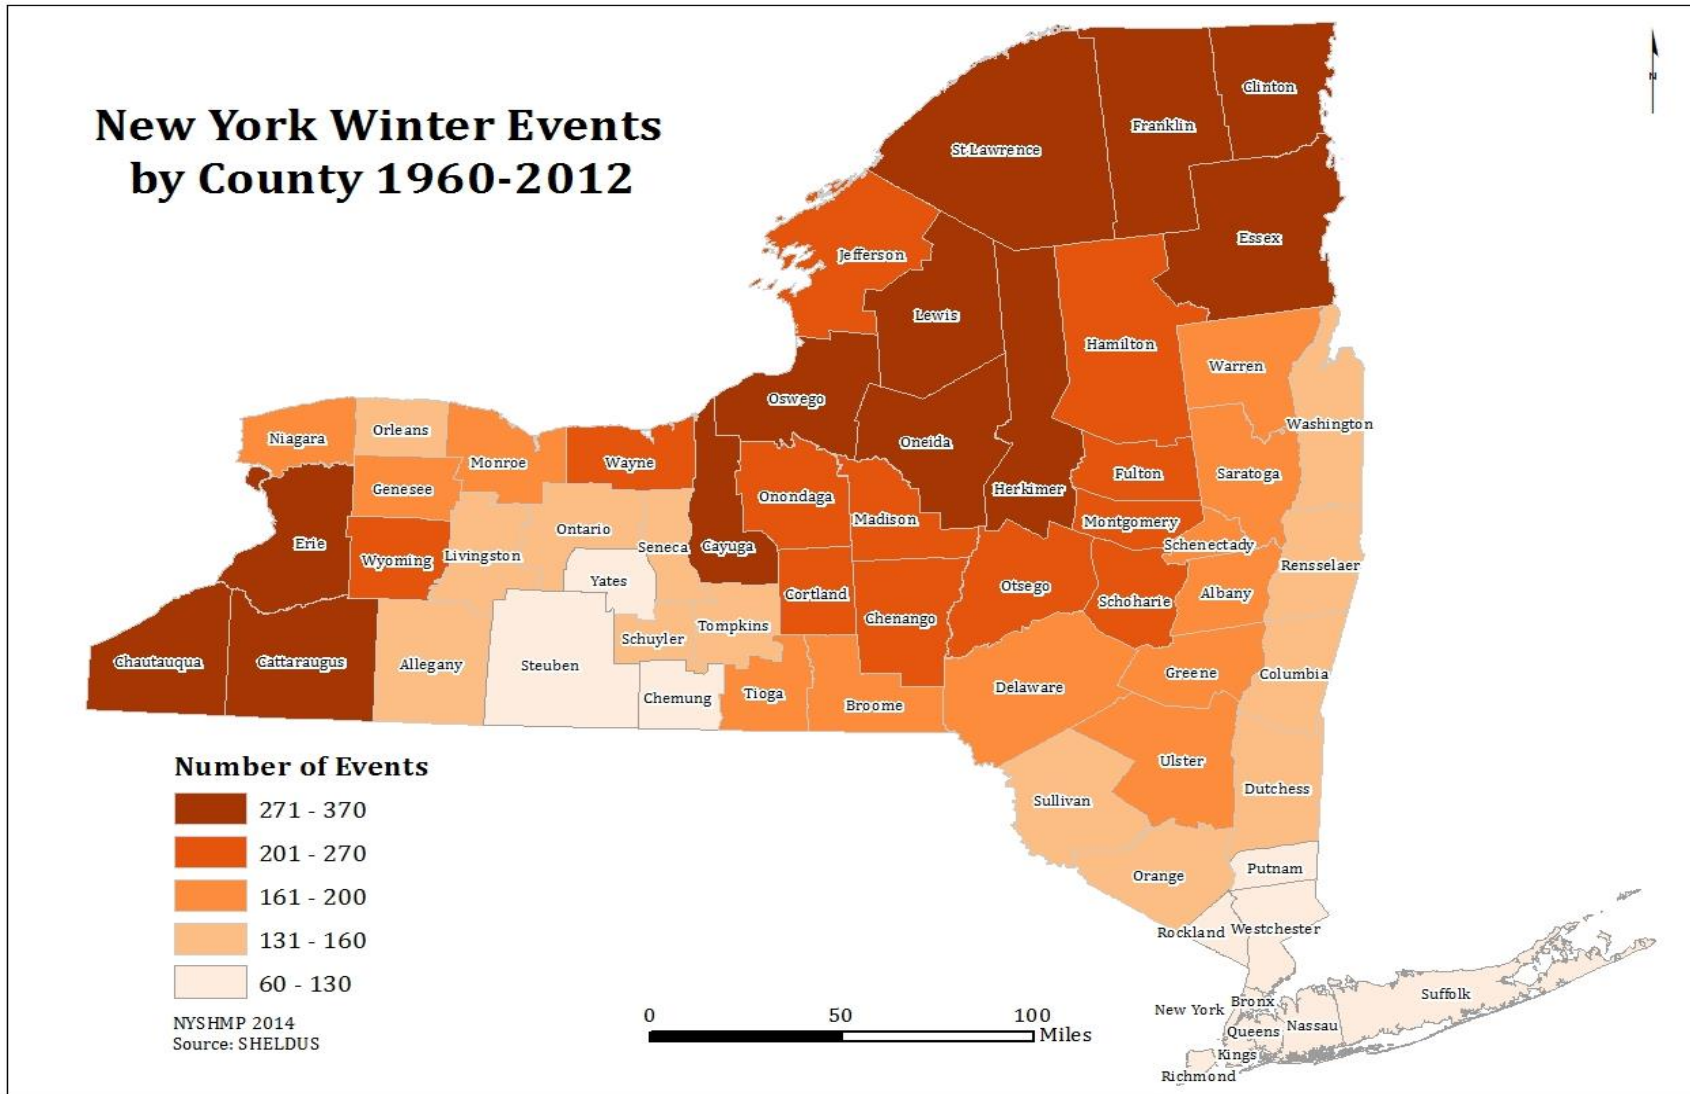 New York Winter Events
by County 1960-2012
N
Clinton
Franklin
St Lawrence
Essex
Jefferson
Lewis
Hamilton
Warren
Oswego
Washington
Orleans
Niagara
Oneida
Monroe
Wayne
Fulton
Saratoga
Genesee
Herkimer
Onondaga
Madison
Montgomery
Ontario
Erie
Schenectady
Seneca
Cayuga
Livingston
Wyoming
Rensselaer
Yates
Otsego
Cortland
Albany
Schoharie
Chenango
Tompkins
Schuyler
Chautauqua
Cattaraugus
Allegany
Steuben
Greene
Columbia
Delaware
Tioga
Chemung
Broome
Ulster
Dutchess
Sullivan
Putnam
Orange
Rockland
Westchester
Suffolk
Bronx
New York
Nassau
Queens
Kings
Richmond
Number of Events
271 - 370
201 - 270
161 - 200
131 - 160
60 - 130
NYSHMP 2014
Source: SHELDUS
0 50 100
Miles